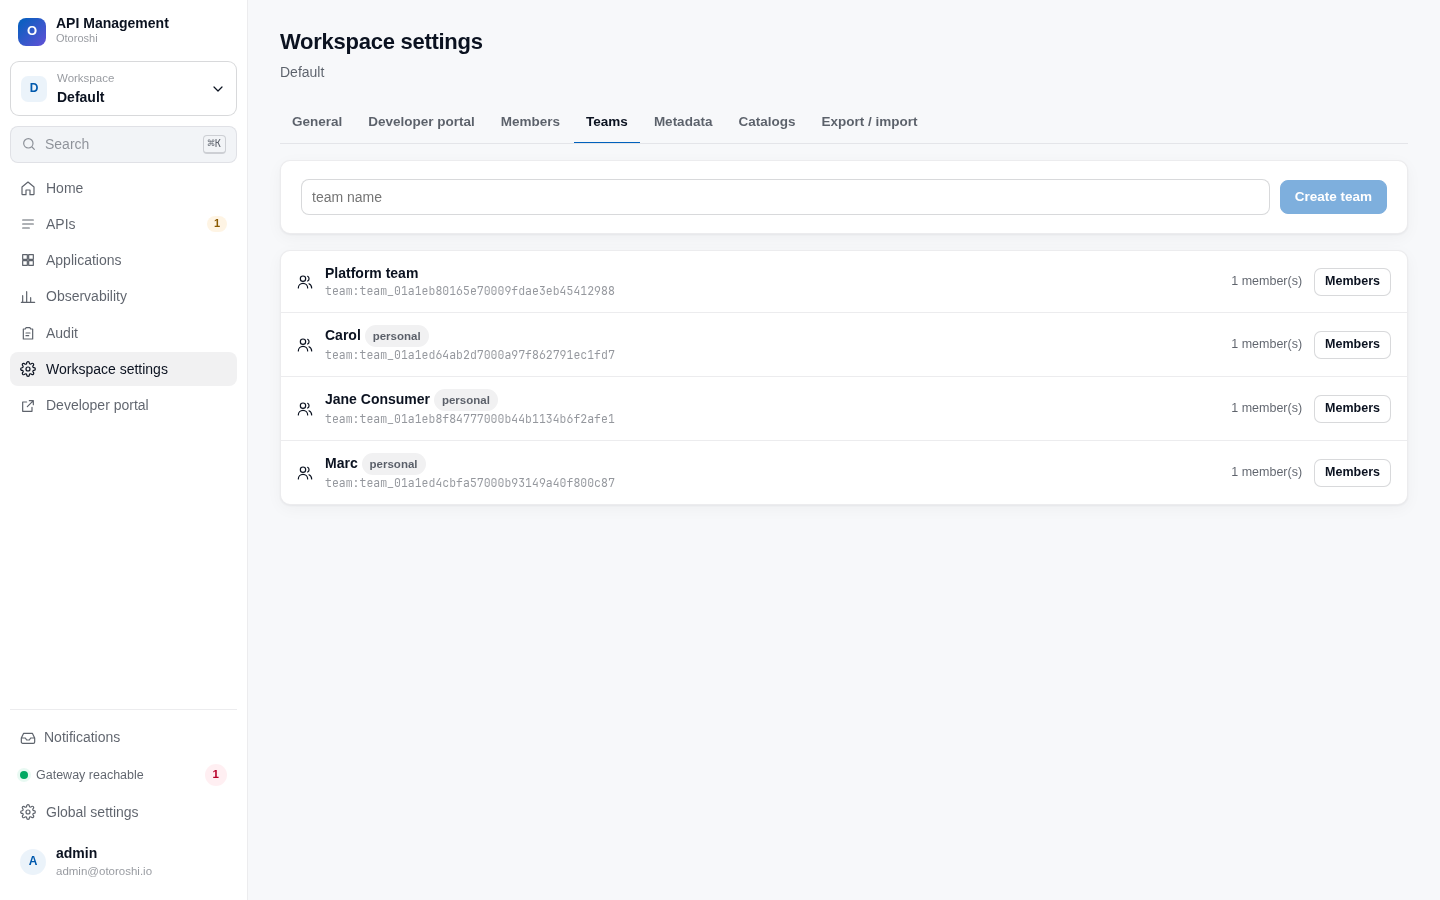 O
API Management
Otoroshi
D
Workspace
Default
Search
⌘K
Home
APIs
1
Applications
Observability
Audit
Workspace settings
Developer portal
Notifications
Gateway reachable
1
Global settings
A
admin
admin@otoroshi.io
Workspace settings
Default
General
Developer portal
Members
Teams
Metadata
Catalogs
Export / import
team name
Create team
Platform team
team:team_01a1eb80165e70009fdae3eb45412988
1 member(s)
Members
Carol personal
team:team_01a1ed64ab2d7000a97f862791ec1fd7
1 member(s)
Members
Jane Consumer personal
team:team_01a1eb8f84777000b44b1134b6f2afe1
1 member(s)
Members
Marc personal
team:team_01a1ed4cbfa57000b93149a40f800c87
1 member(s)
Members